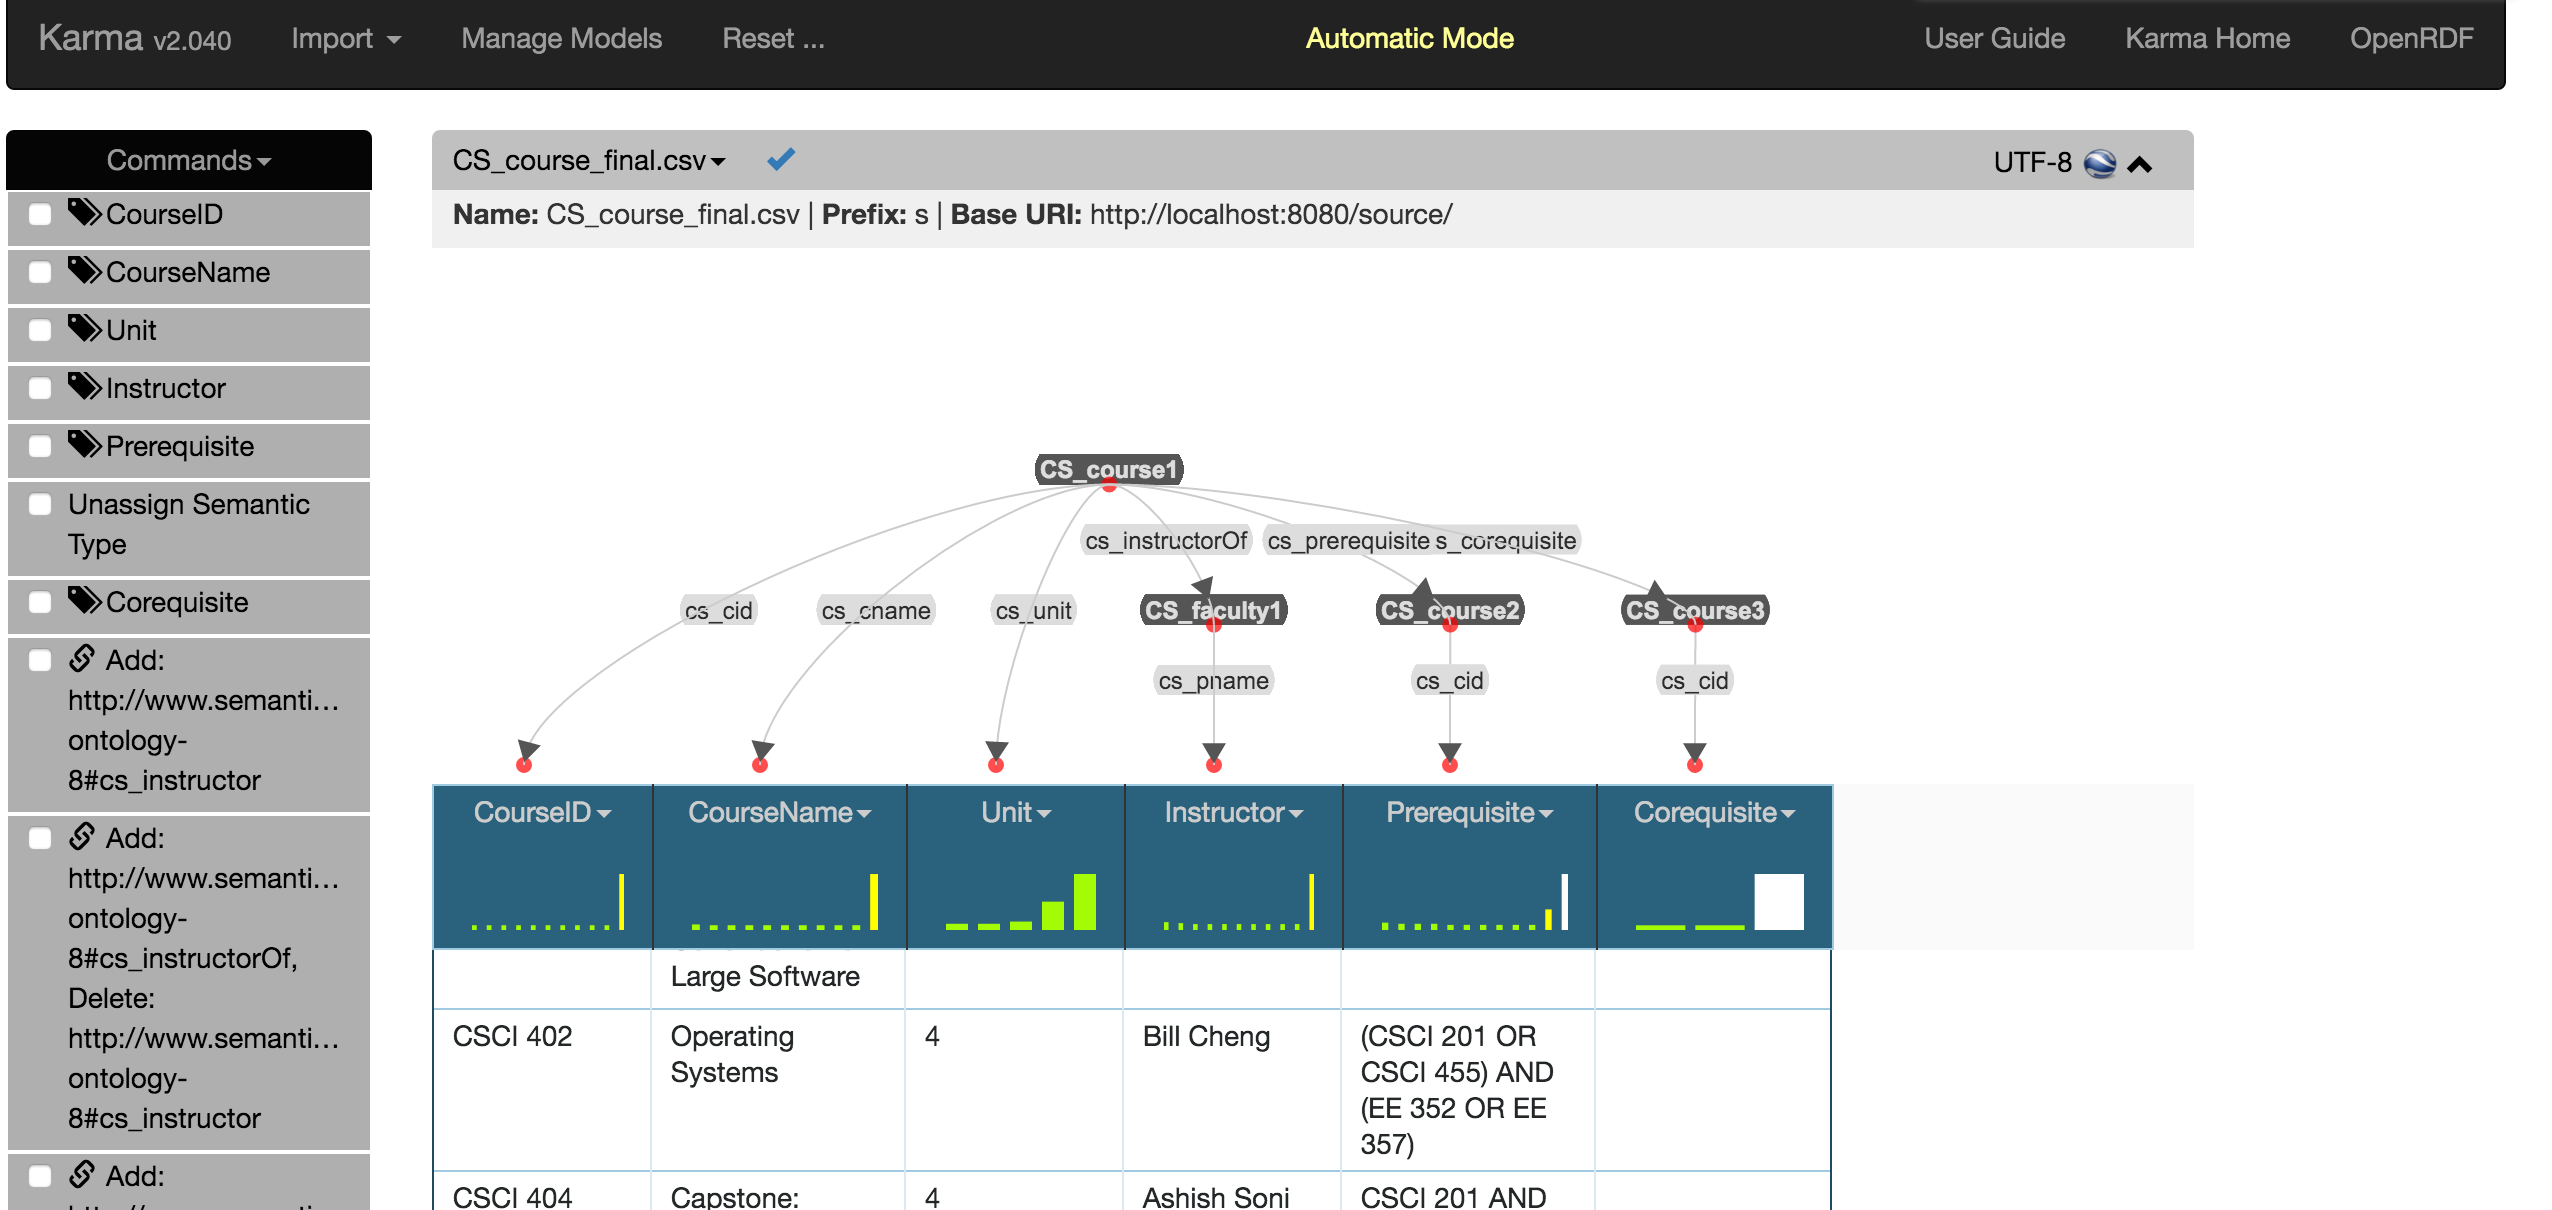 Karma v2.040 Import Manage Models Reset ... Automatic Mode User Guide Karma Home OpenRDF
Commands
CourseID
CourseName
Unit
Instructor
Prerequisite
Unassign Semantic
Type
Corequisite
Add:
http://www.semanti...
ontology-
8#cs_instructor
Add:
http://www.semanti...
ontology-
8#cs_instructorOf,
Delete:
http://www.semanti...
ontology-
8#cs_instructor
Add:
CS_course_final.csv UTF-8
Name: CS_course_final.csv | Prefix: s | Base URI: http://localhost:8080/source/
CS_course1
cs_instructorOf cs_prerequisite s_corequisite
cs_cid cs_cname cs_unit CS_faculty1 CS_course2 CS_course3
cs_pname cs_cid cs_cid
CourseID CourseName Unit Instructor Prerequisite Corequisite
Large Software
CSCI 402 Operating 4 Bill Cheng (CSCI 201 OR
Systems CSCI 455) AND
(EE 352 OR EE
357)
CSCI 404 Capstone: 4 Ashish Soni CSCI 201 AND